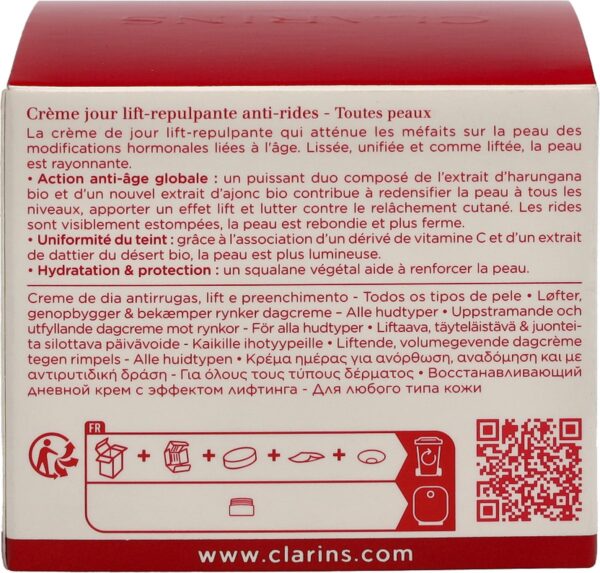 CLARINS
Crème jour lift-repulpante anti-rides - Toutes peaux
La crème de jour lift-repulpante qui atténue les méfaits sur la peau des
modifications hormonales liées à l'âge. Lissée, unifiée et comme liftée, la peau
est rayonnante.
• Action anti-âge globale : un puissant duo composé de l'extrait d'harungana
bio et d'un nouvel extrait d'ajonc bio contribue à redensifier la peau à tous les
niveaux, apporter un effet lift et lutter contre le relâchement cutané. Les rides
sont visiblement estompées, la peau est rebondie et plus ferme.
• Uniformité du teint : grâce à l'association d'un dérivé de vitamine C et d'un extrait
de dattier du désert bio, la peau est plus lumineuse.
• Hydratation & protection : un squalane végétal aide à renforcer la peau.
Creme de dia antirrugas, lift e preenchimento - Todos os tipos de pele • Løfter,
genopbygger & bekæmper rynker dagcreme – Alle hudtyper • Uppstramande och
utfyllande dagcreme mot rynkor - För alla hudtyper • Liftaava, täyteläistävä & juontei-
ta silottava päivävoide - Kaikille ihotyypeille • Liftende, volumegevende dagcrème
tegen rimpels - Alle huidtypen • Κρέμα ημέρας για ανόρθωση, αναδόμηση και με
αντιρυτιδική δράση - Για όλους τους τύπους δέρματος • Восстанавливающий
дневной крем с эффектом лифтинга - Для любого типа кожи
FR
www.clarins.com